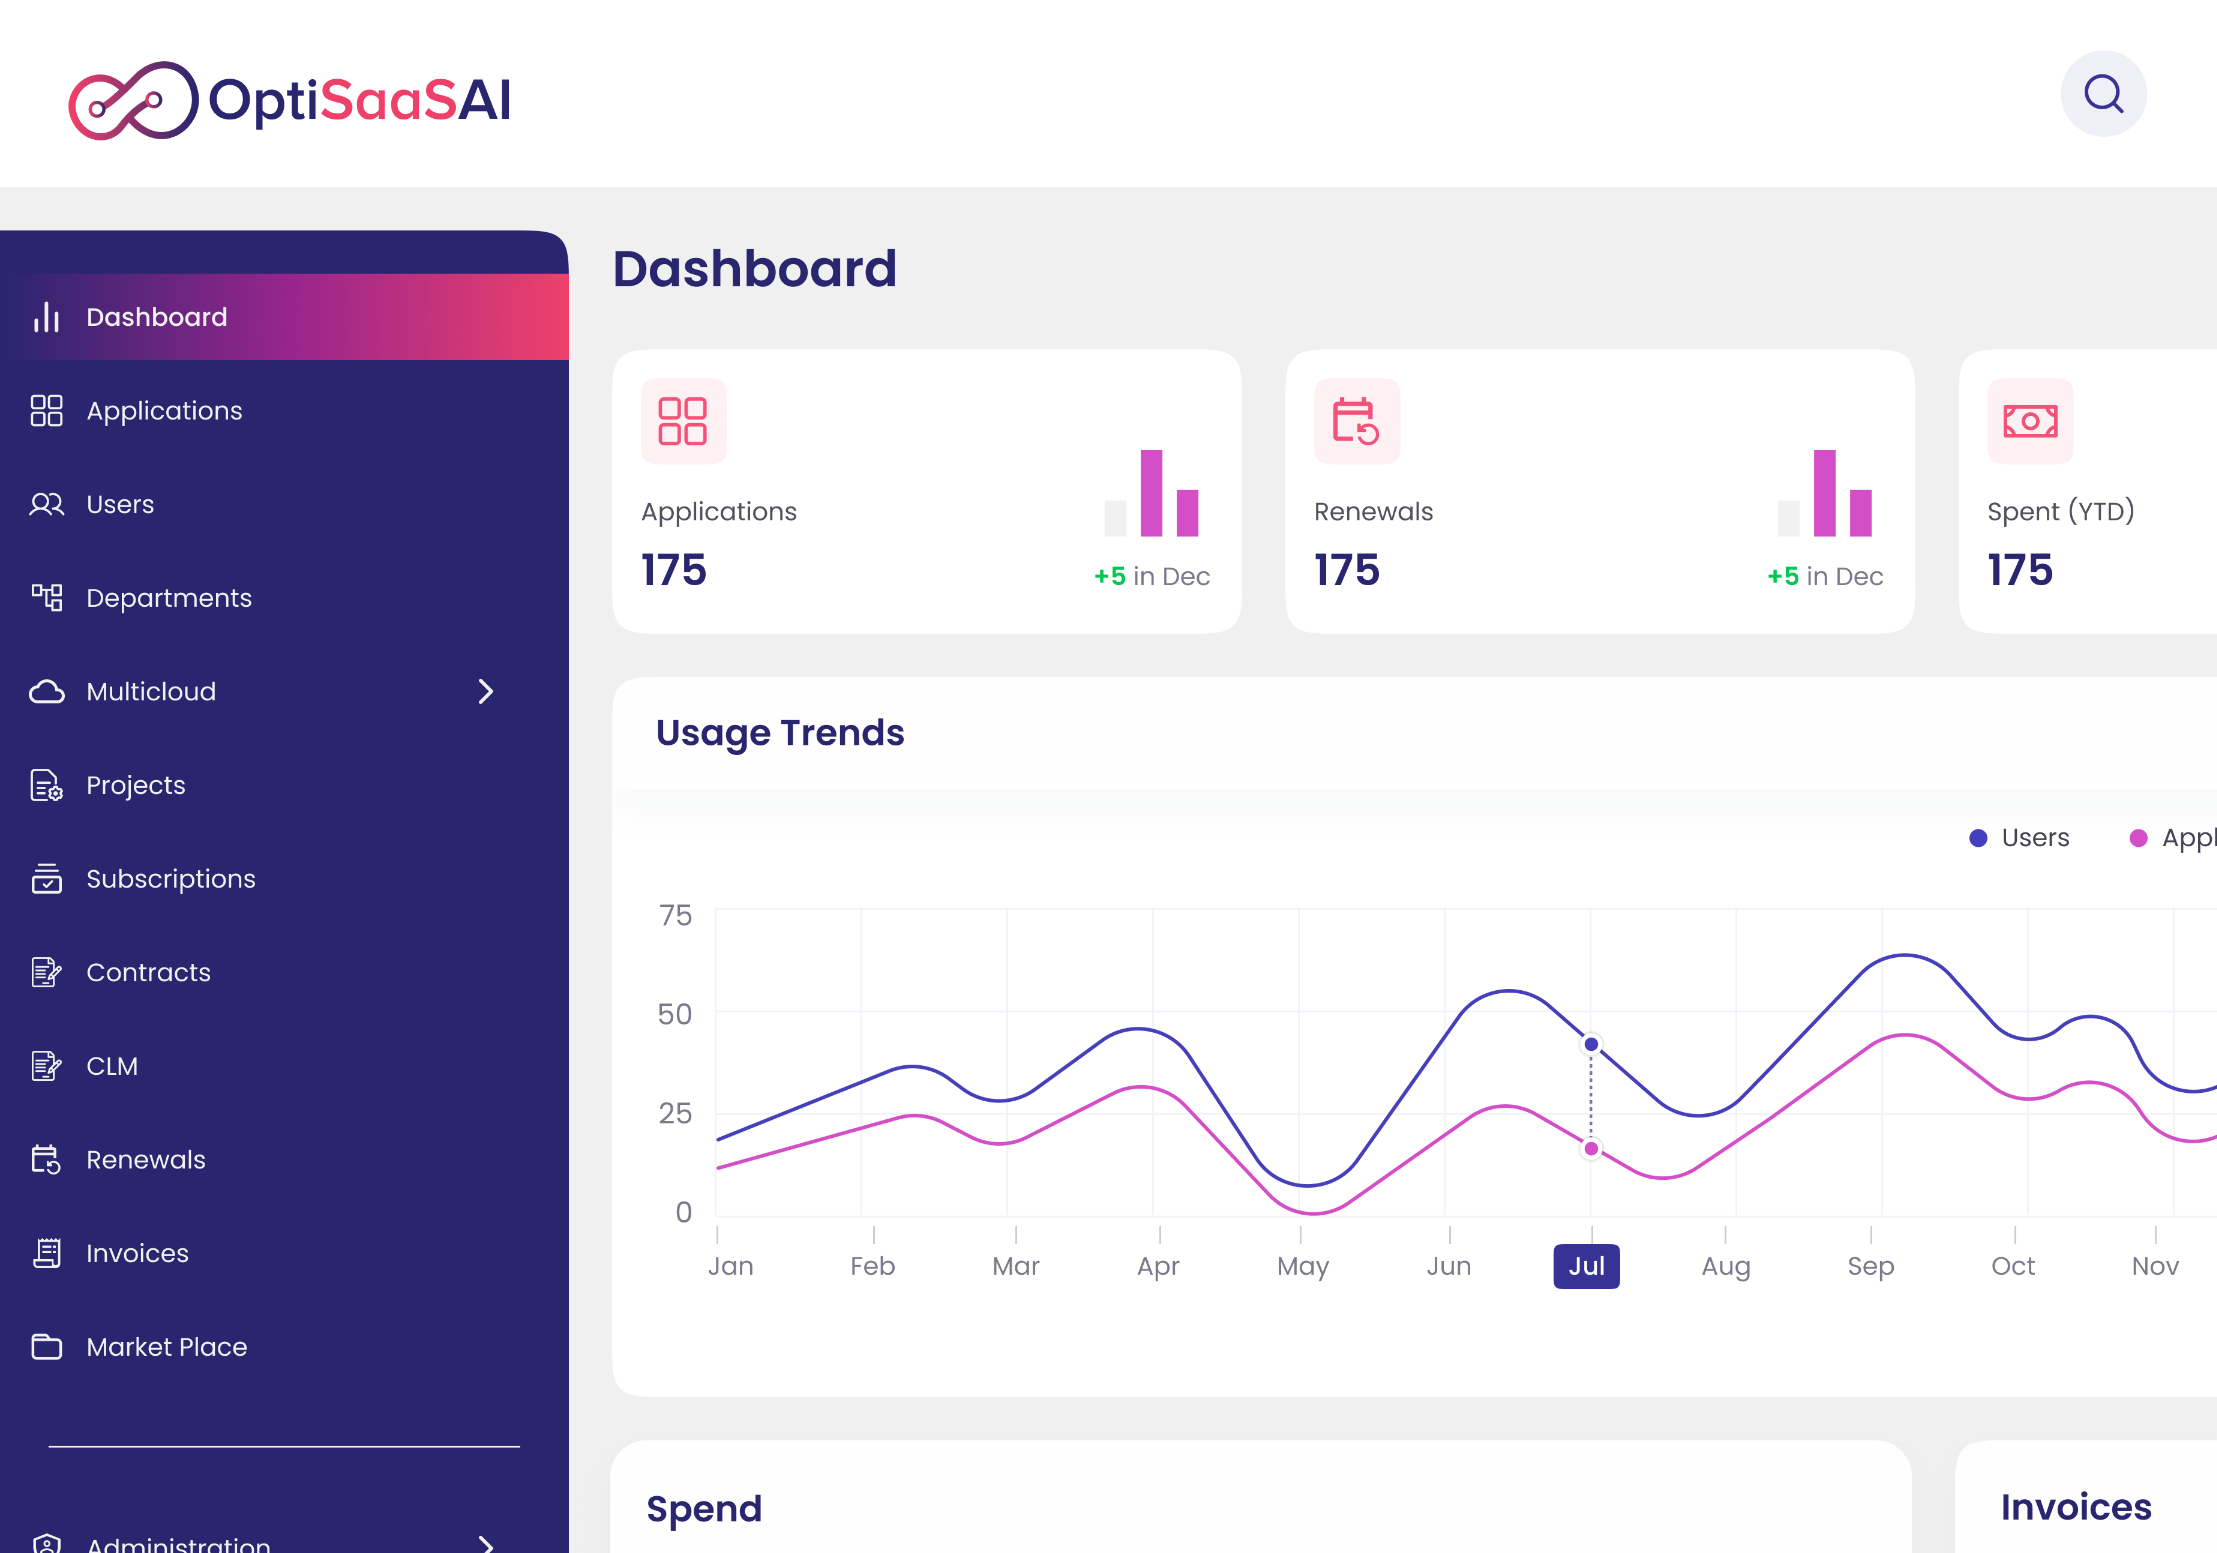 OptiSaaSAI
Dashboard
Applications
Users
Departments
Multicloud
Projects
Subscriptions
Contracts
CLM
Renewals
Invoices
Market Place
Administration
Dashboard
Applications
175
+5 in Dec
Renewals
175
+5 in Dec
Spent (YTD)
175
Usage Trends
Users
75
50
25
0
Jan Feb Mar Apr May Jun Jul Aug Sep Oct Nov
Spend
Invoices